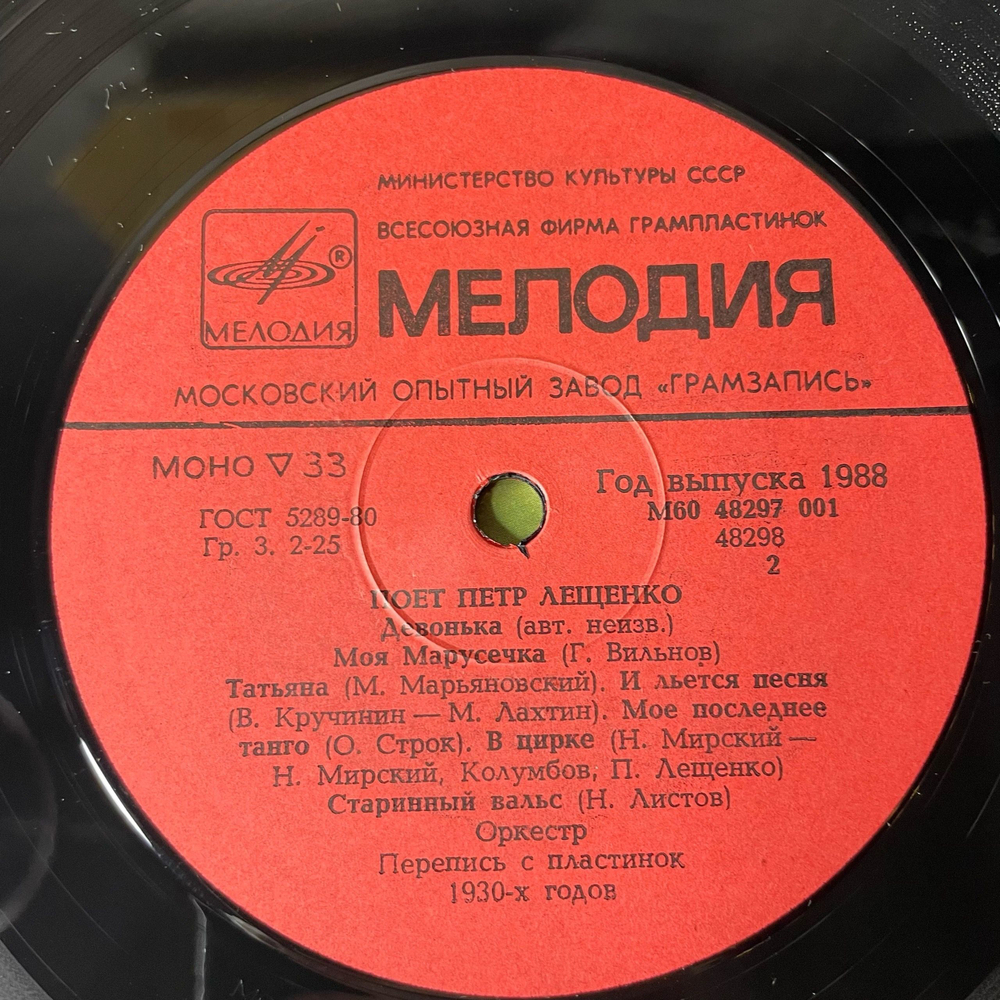 МИНИСТЕРСТВО КУЛЬТУРЫ СССР
ВСЕСОЮЗНАЯ ФИРМА ГРАМПЛАСТИНОК
®
МЕЛОДИЯ
МЕЛОДИЯ
МОСКОВСКИЙ ОПЫТНЫЙ ЗАВОД «ГРАМЗАПИСЬ»
МОНО ▽ 33
Год выпуска 1988
ГОСТ 5289-80
М60 48297 001
Гр. 3. 2-25
48298
2
ПОЕТ ПЕТР ЛЕЩЕНКО
Девонька (авт. неизв.)
Моя Марусечка (Г. Вильнов)
Татьяна (М. Марьяновский). И льется песня
(В. Кручинин — М. Лахтин). Мое последнее
танго (О. Строк). В цирке (Н. Мирский —
Н. Мирский, Колумбов, П. Лещенко)
Старинный вальс (Н. Листов)
Оркестр
Перепись с пластинок
1930-х годов